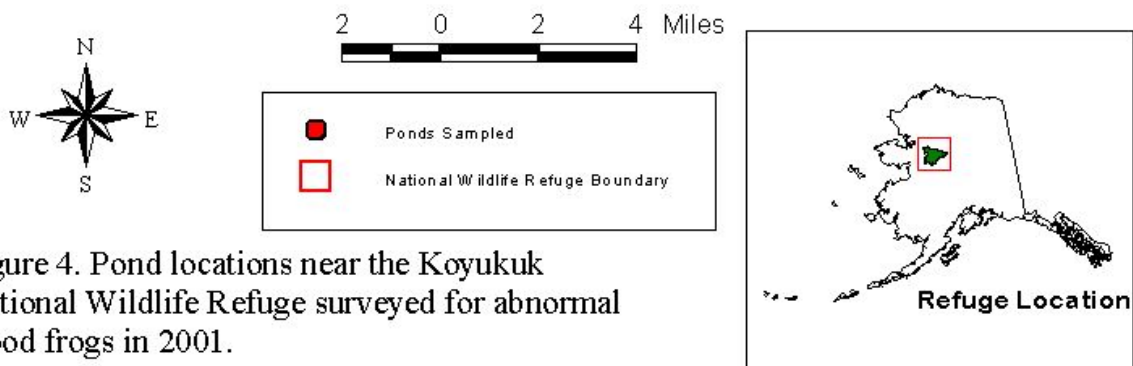 2 0 2 4 Miles
N
W E
S
Ponds Sampled
National Wildlife Refuge Boundary
gure 4. Pond locations near the Koyukuk
tional Wildlife Refuge surveyed for abnormal
od frogs in 2001.
Refuge Location